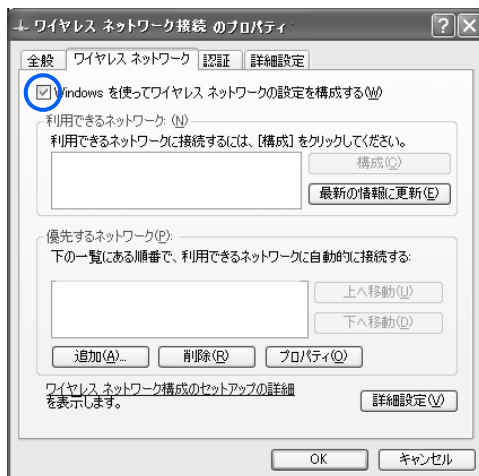 ワイヤレス ネットワーク接続 のプロパティ
全般 ワイヤレス ネットワーク 認証 詳細設定
Windows を使ってワイヤレス ネットワークの設定を構成する(W)
利用できるネットワーク: (N)
利用できるネットワークに接続するには、[構成] をクリックしてください。
構成(C)
最新の情報に更新(E)
優先するネットワーク(P):
下の一覧にある順番で、利用できるネットワークに自動的に接続する:
上へ移動(U)
下へ移動(D)
追加(A)... 削除(R) プロパティ(O)
ワイヤレス ネットワーク構成のセットアップの詳細
を表示します。
詳細設定(V)
OK キャンセル